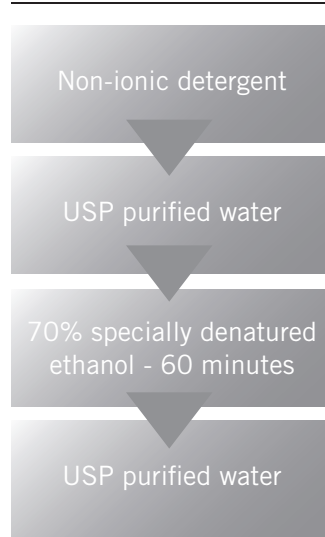 Non-ionic detergent
USP purified water
70% specially denatured
ethanol - 60 minutes
USP purified water